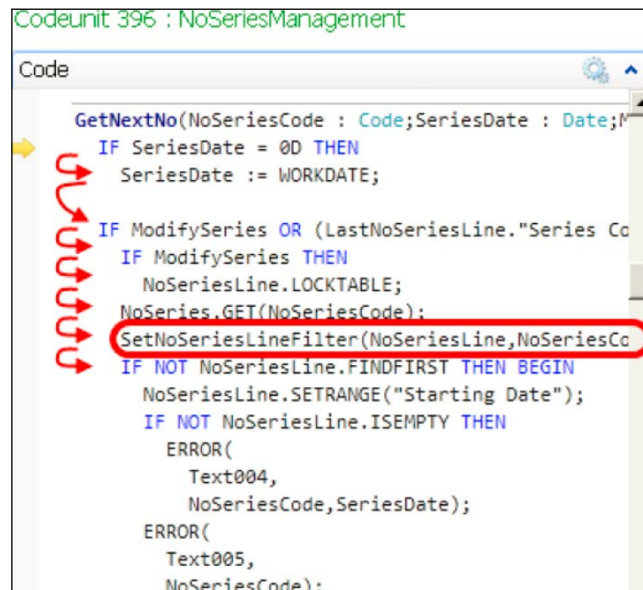 Codeunit 396 : NoSeriesManagement
Code
GetNextNo(NoSeriesCode : Code;SeriesDate : Date;M
IF SeriesDate = 0D THEN
SeriesDate := WORKDATE;
IF ModifySeries OR (LastNoSeriesLine."Series Co
IF ModifySeries THEN
NoSeriesLine.LOCKTABLE;
NoSeries.GET(NoSeriesCode);
SetNoSeriesLineFilter(NoSeriesLine,NoSeriesCo
IF NOT NoSeriesLine.FINDFIRST THEN BEGIN
NoSeriesLine.SETRANGE("Starting Date");
IF NOT NoSeriesLine.ISEMPTY THEN
ERROR(
Text004,
NoSeriesCode,SeriesDate);
ERROR(
Text005,
NoSeriesCode);